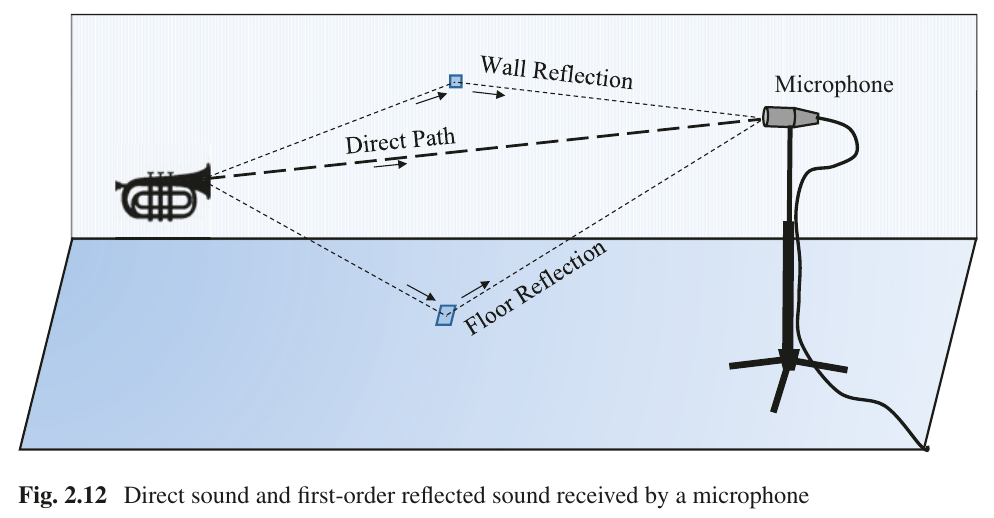 Wall Reflection
Microphone
Direct Path
Floor Reflection
Fig. 2.12 Direct sound and first-order reflected sound received by a microphone